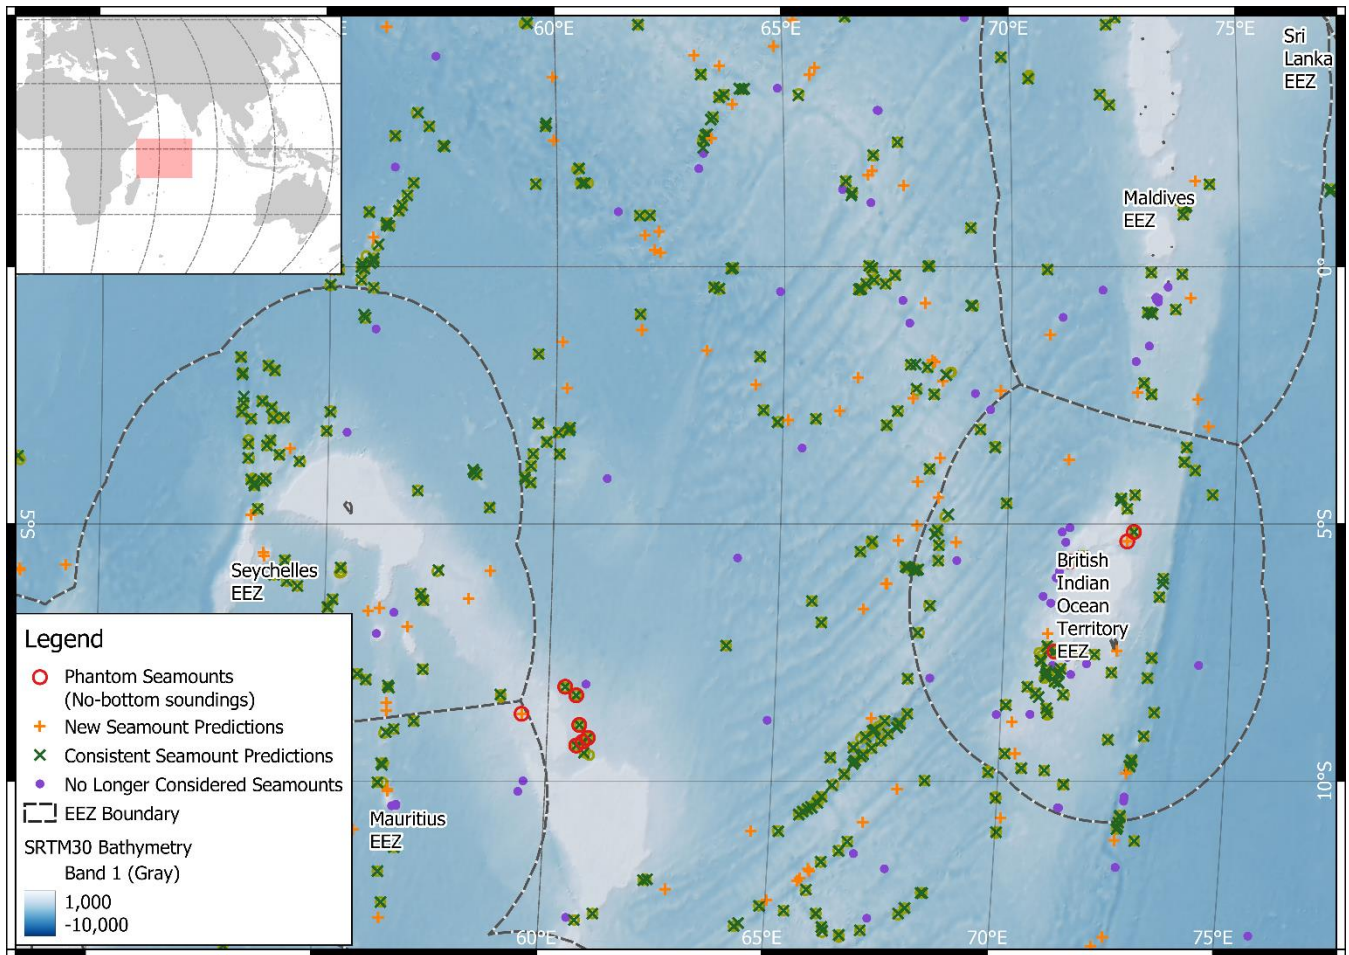 E
60°E
65°E
70°E
75°E
Sri
Lanka
EEZ
Maldives
EEZ
0°
5°S
5°S
Seychelles
EEZ
British
Indian
Ocean
Territory
EEZ
Legend
Phantom Seamounts
(No-bottom soundings)
New Seamount Predictions
Consistent Seamount Predictions
No Longer Considered Seamounts
EEZ Boundary
SRTM30 Bathymetry
Band 1 (Gray)
1,000
-10,000
Mauritius
EEZ
10°S
60°E
65°E
70°E
75°E